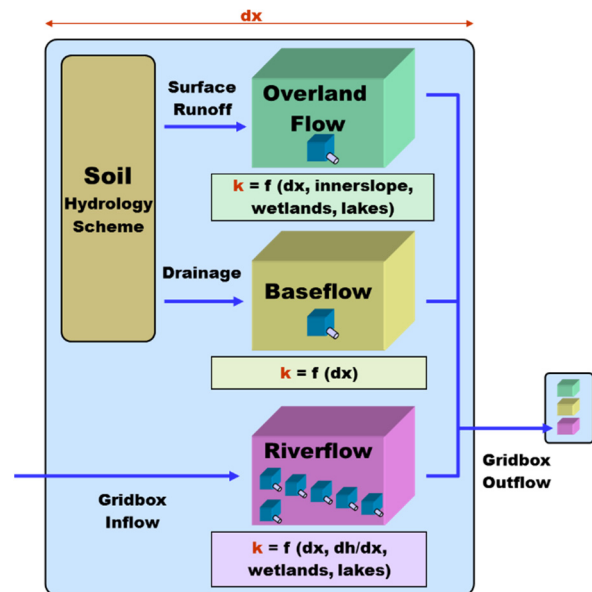 dx
Surface
Runoff
Overland
Flow
Soil
Hydrology
Scheme
k = f (dx, innerslope,
wetlands, lakes)
Drainage
Baseflow
k = f (dx)
Riverflow
Gridbox
Inflow
Gridbox
Outflow
k = f (dx, dh/dx,
wetlands, lakes)